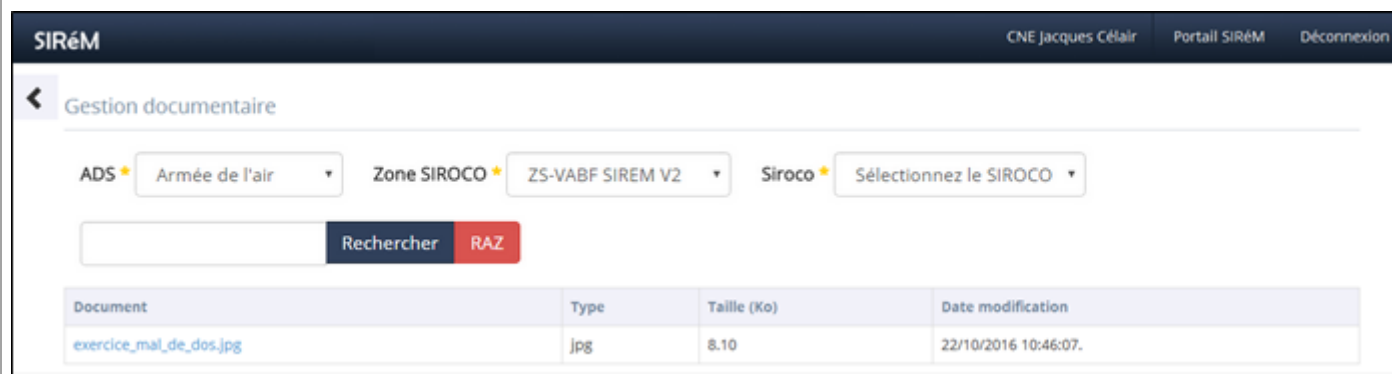 SIRéM CNE Jacques Célair Portail SIRéM Déconnexion
Gestion documentaire
ADS * Armée de l'air Zone SIROCO * ZS-VABF SIREM V2 Siroco * Sélectionnez le SIROCO
Rechercher RAZ
Document Type Taille (Ko) Date modification
exercice_mal_de_dos.jpg jpg 8.10 22/10/2016 10:46:07.